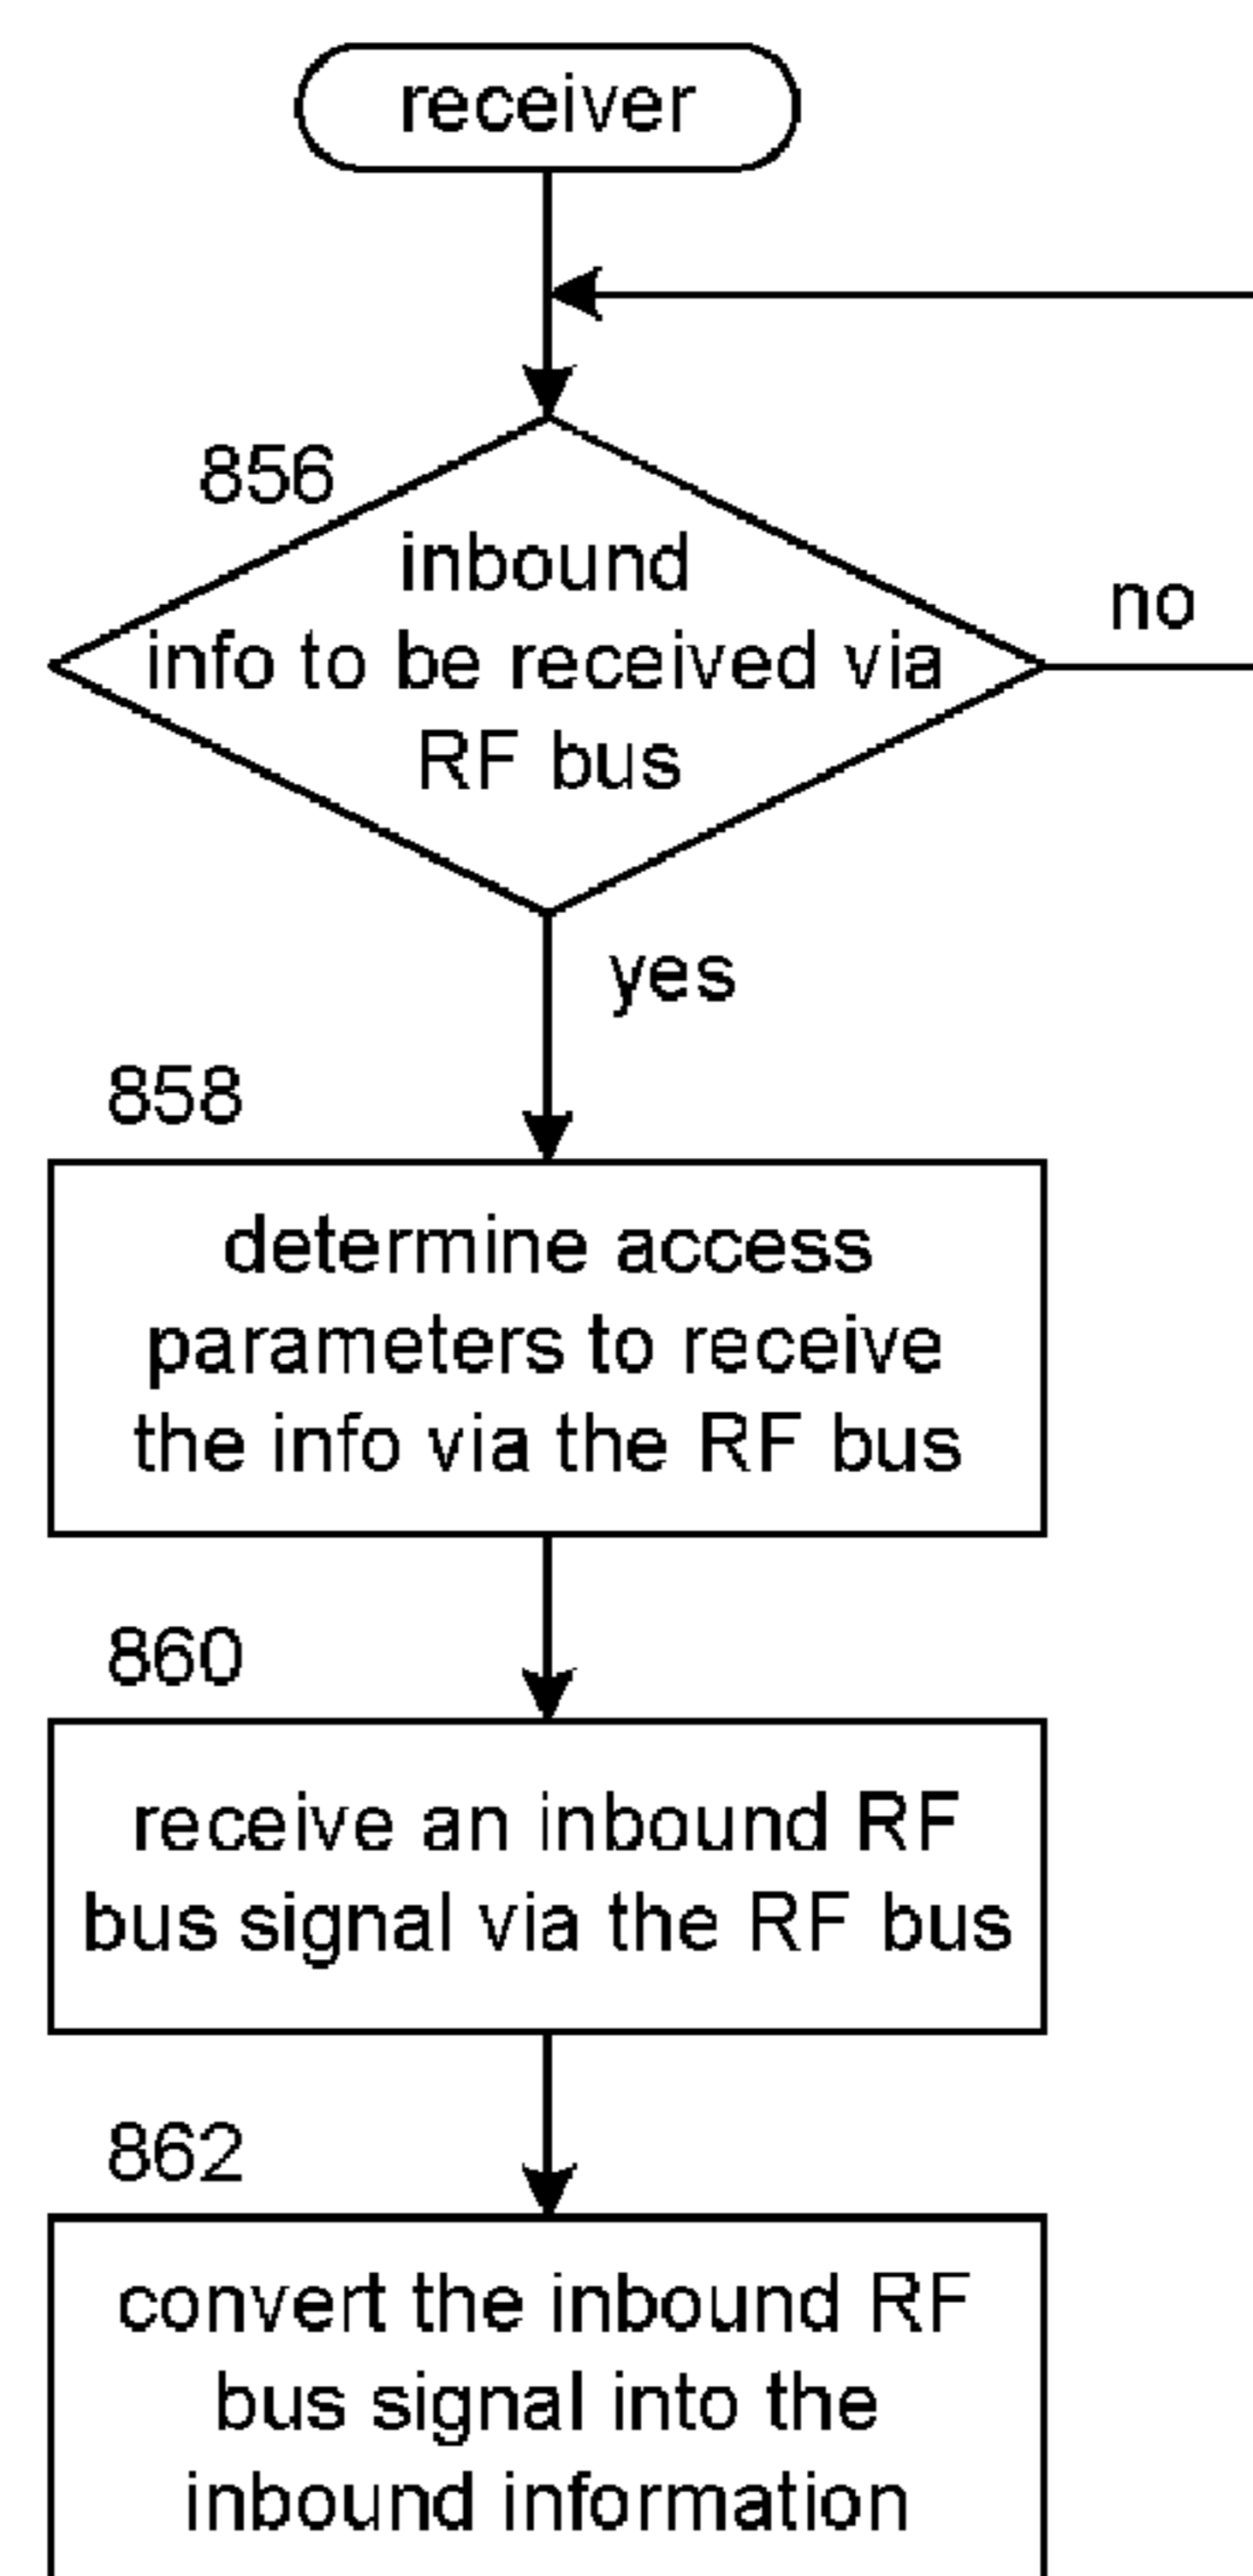 receiver
856
inbound
info to be received via
RF bus
no
yes
858
determine access
parameters to receive
the info via the RF bus
860
receive an inbound RF
bus signal via the RF bus
862
convert the inbound RF
bus signal into the
inbound information